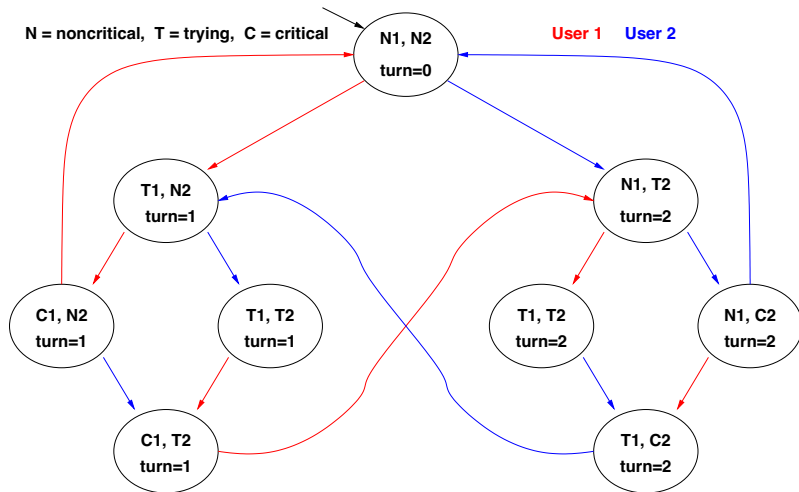 N = noncritical, T = trying, C = critical
User 1 User 2
N1, N2
turn=0
T1, N2
turn=1
N1, T2
turn=2
C1, N2
turn=1
T1, T2
turn=1
T1, T2
turn=2
N1, C2
turn=2
C1, T2
turn=1
T1, C2
turn=2